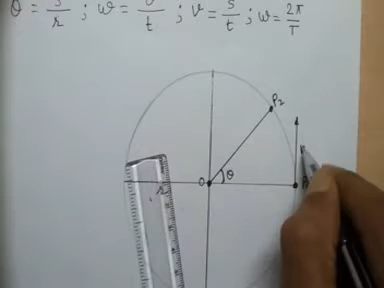 θ = s/r ; ω = θ/t ; v = s/t ; ω = 2π/T
P₂
O θ